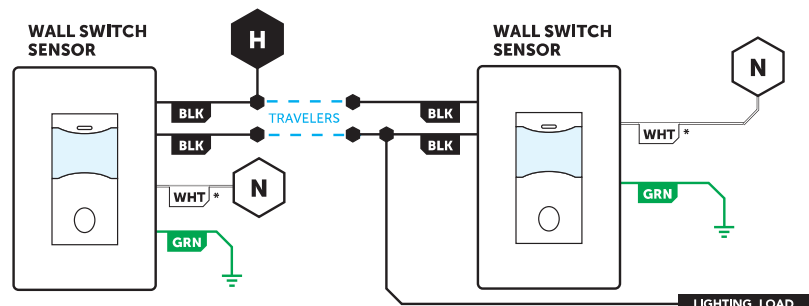 WALL SWITCH
SENSOR
H
WALL SWITCH
SENSOR
N
BLK
TRAVELERS
BLK
BLK
BLK
WHT *
WHT *
N
GRN
GRN
LIGHTING LOAD